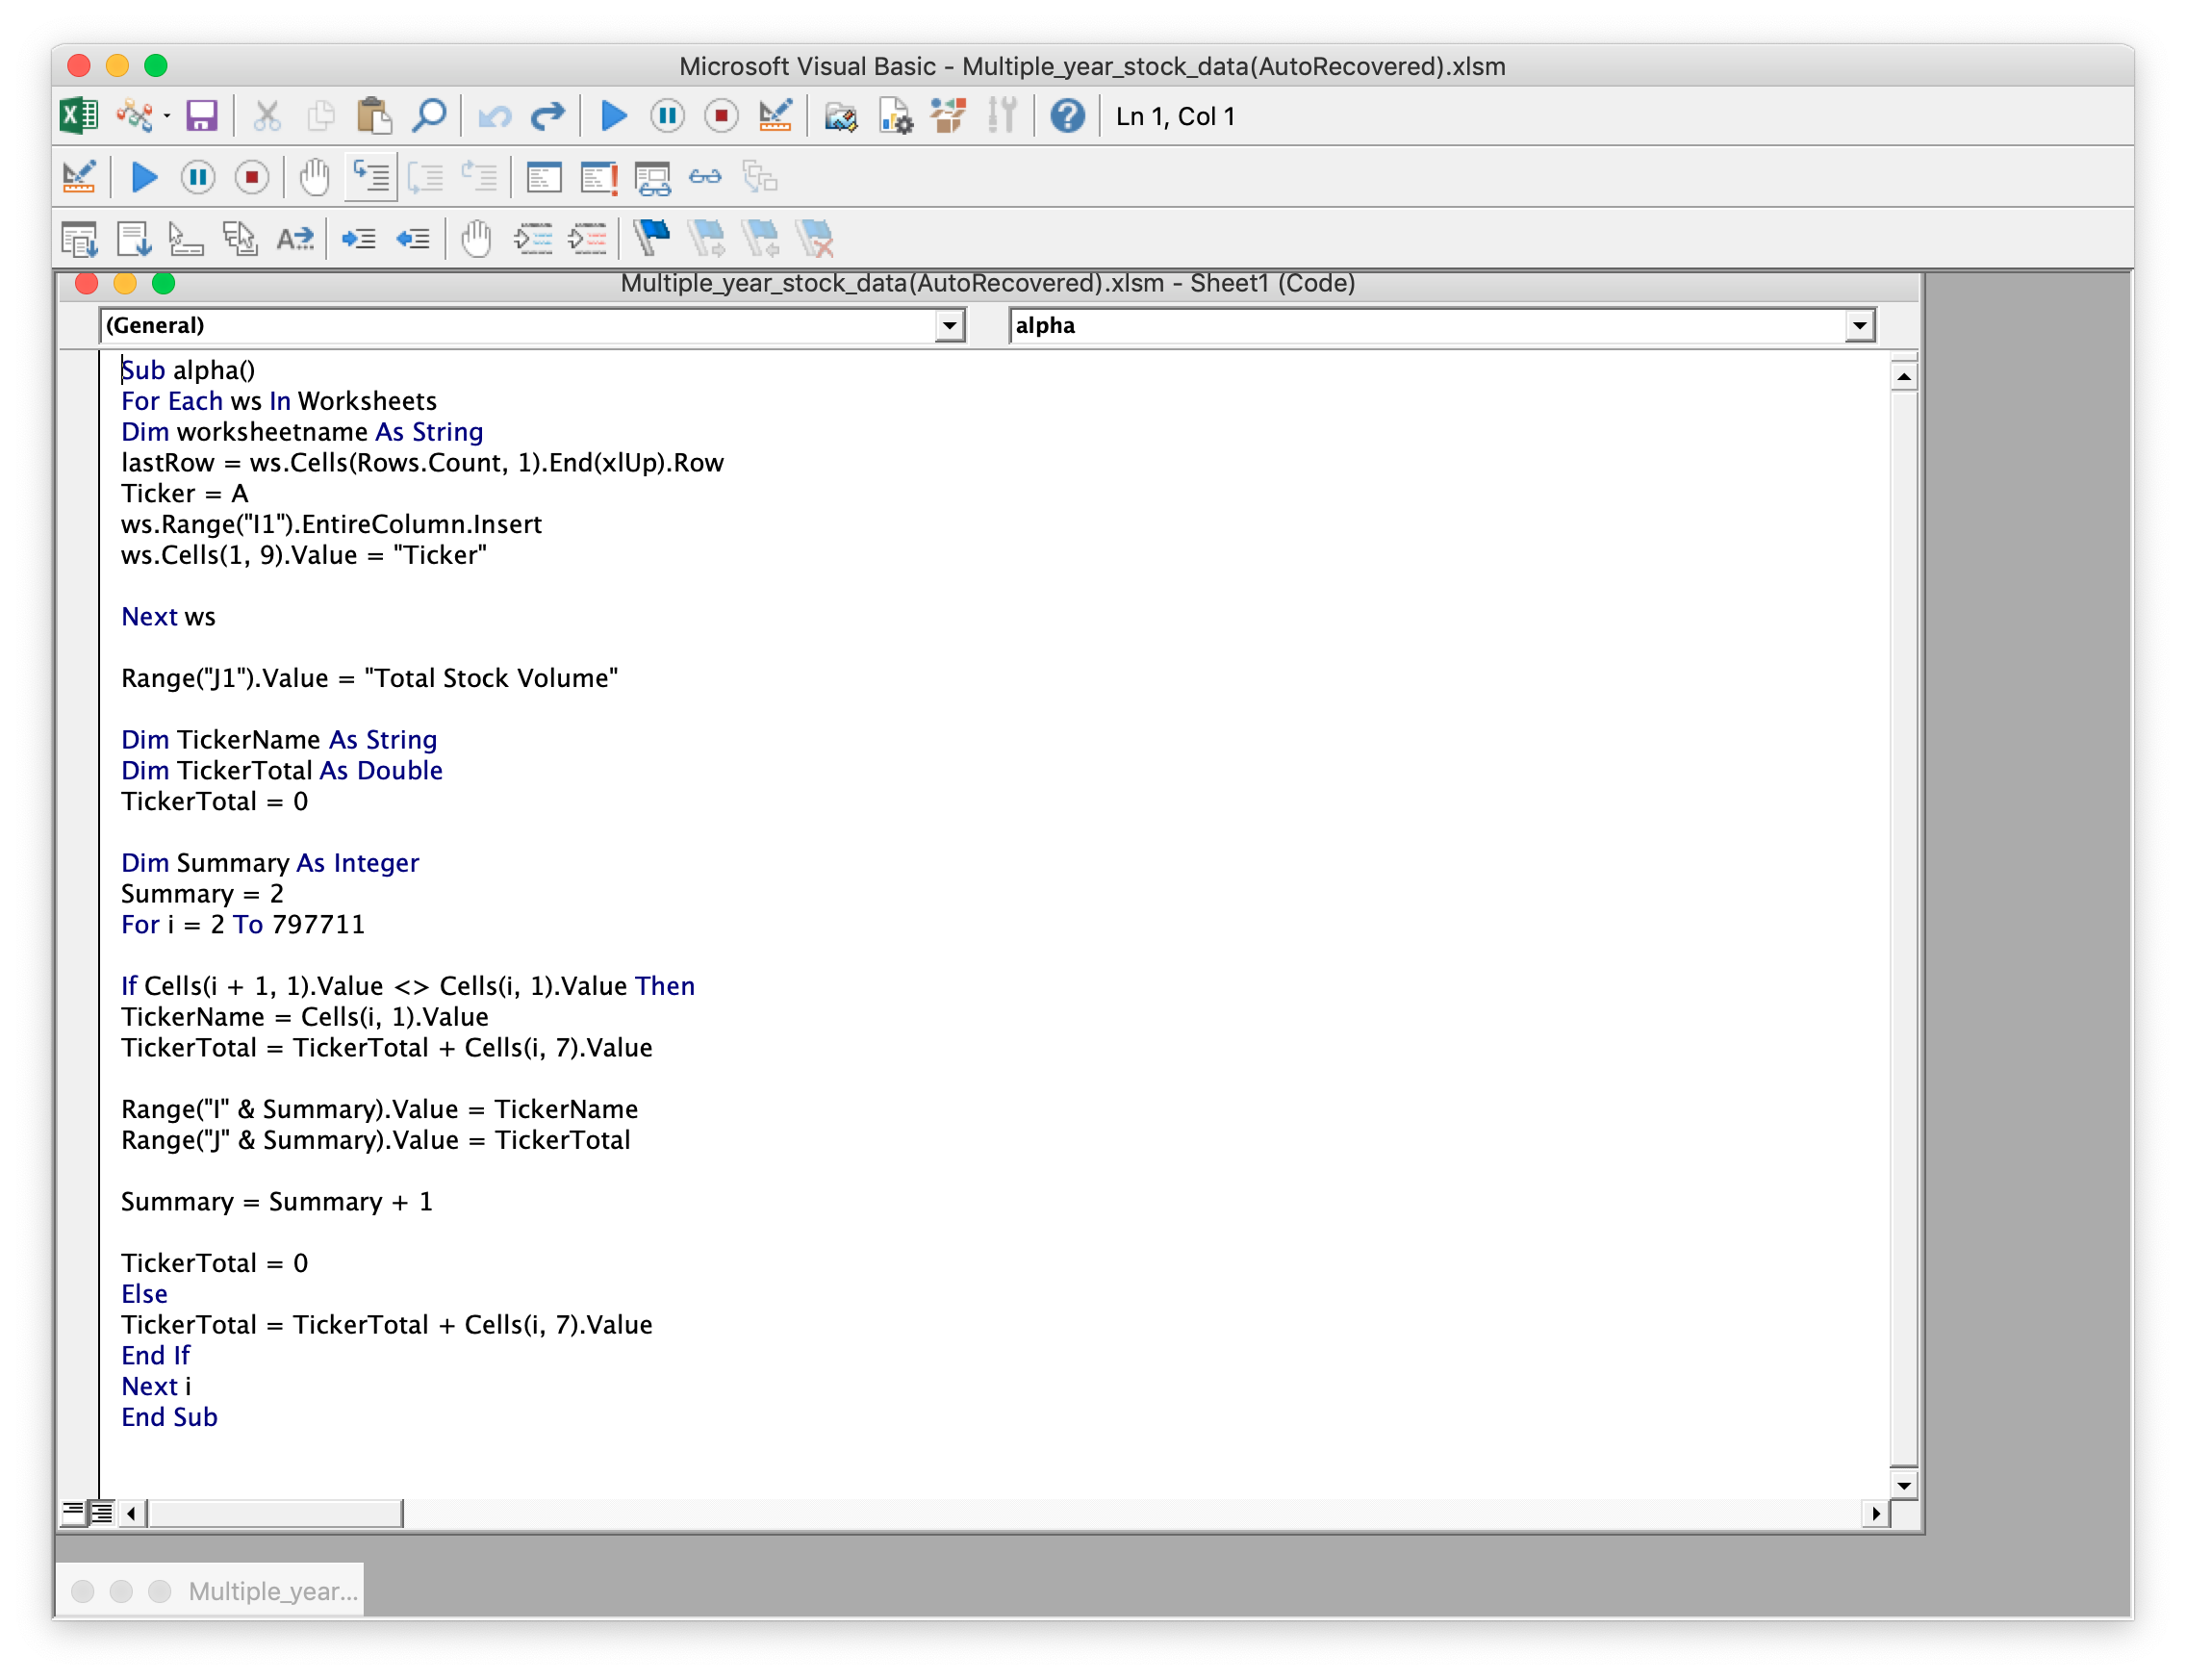 Microsoft Visual Basic - Multiple_year_stock_data(AutoRecovered).xlsm
Ln 1, Col 1
Multiple_year_stock_data(AutoRecovered).xlsm - Sheet1 (Code)
(General) alpha
Sub alpha()
For Each ws In Worksheets
Dim worksheetname As String
lastRow = ws.Cells(Rows.Count, 1).End(xlUp).Row
Ticker = A
ws.Range("I1").EntireColumn.Insert
ws.Cells(1, 9).Value = "Ticker"
Next ws
Range("J1").Value = "Total Stock Volume"
Dim TickerName As String
Dim TickerTotal As Double
TickerTotal = 0
Dim Summary As Integer
Summary = 2
For i = 2 To 797711
If Cells(i + 1, 1).Value <> Cells(i, 1).Value Then
TickerName = Cells(i, 1).Value
TickerTotal = TickerTotal + Cells(i, 7).Value
Range("I" & Summary).Value = TickerName
Range("J" & Summary).Value = TickerTotal
Summary = Summary + 1
TickerTotal = 0
Else
TickerTotal = TickerTotal + Cells(i, 7).Value
End If
Next i
End Sub
Multiple_year...